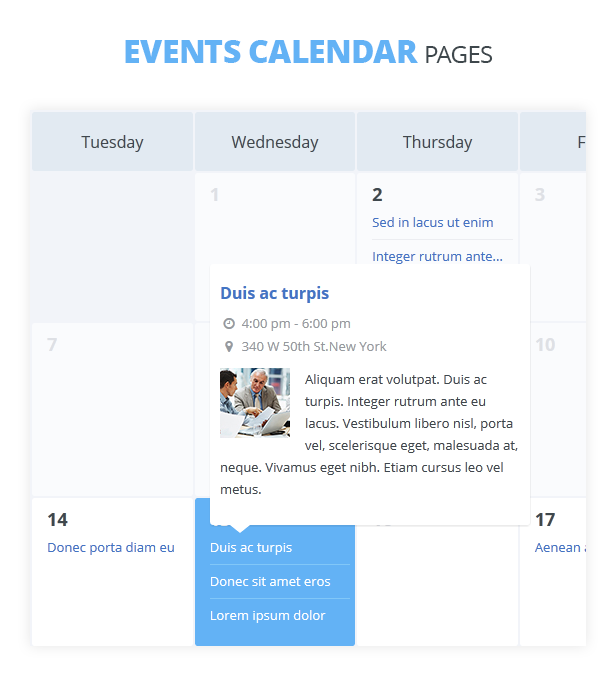 EVENTS CALENDAR PAGES
Tuesday Wednesday Thursday F
1 2 3
Sed in lacus ut enim
Integer rutrum ante...
Duis ac turpis
4:00 pm - 6:00 pm
340 W 50th St.New York
7 10
Aliquam erat volutpat. Duis ac
turpis. Integer rutrum ante eu
lacus. Vestibulum libero nisl, porta
vel, scelerisque eget, malesuada at,
neque. Vivamus eget nibh. Etiam cursus leo vel
metus.
14 17
Donec porta diam eu Duis ac turpis Aenean
Donec sit amet eros
Lorem ipsum dolor